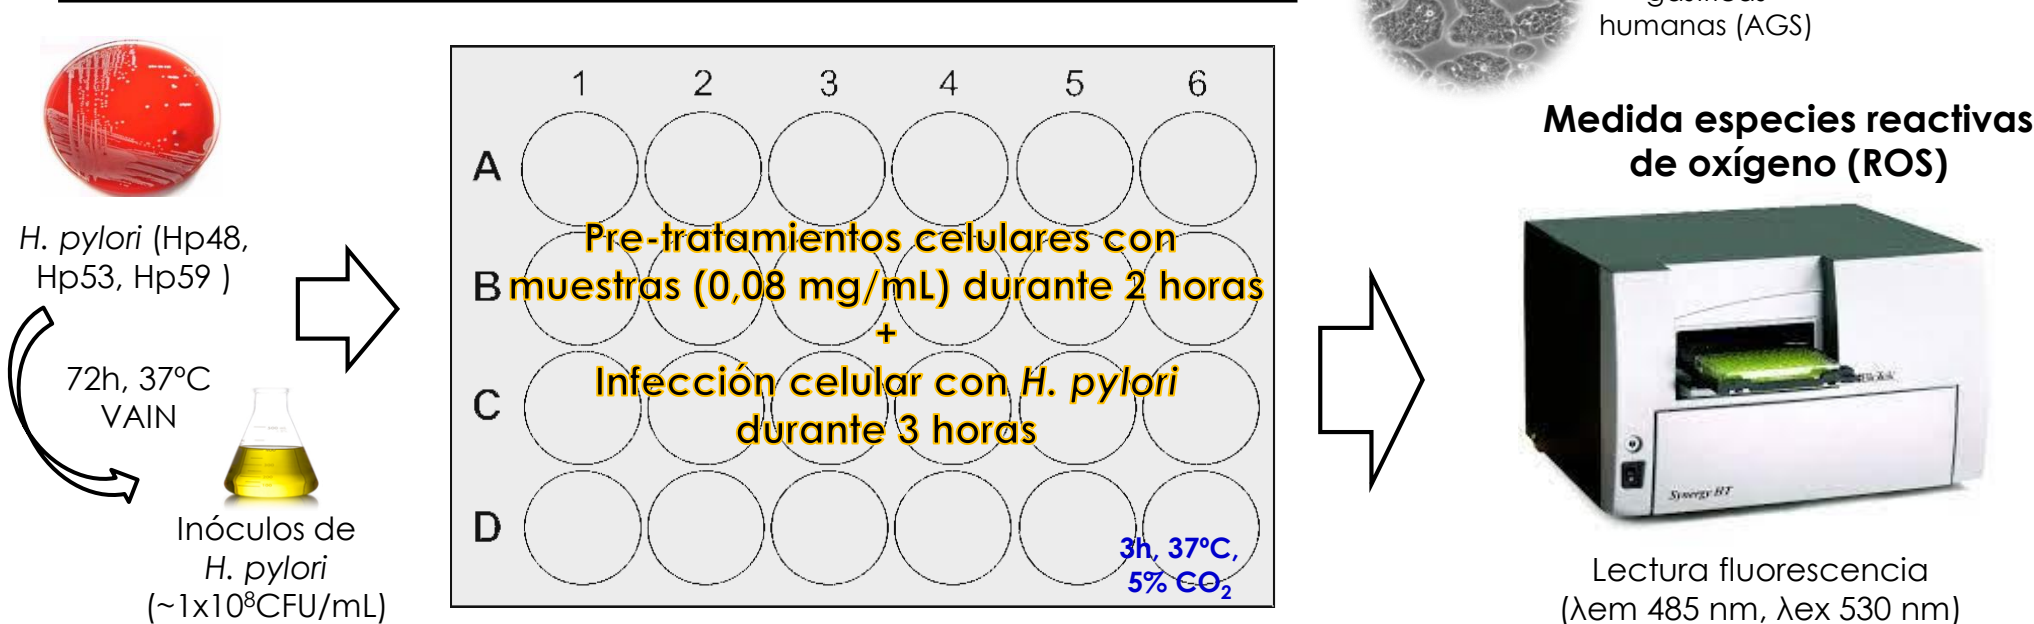 humanas (AGS)
H. pylori (Hp48,
Hp53, Hp59 )
72h, 37ºC
VAIN
Inóculos de
H. pylori
(~1x10⁸CFU/mL)
1 2 3 4 5 6
A
B
C
D
Pre-tratamientos celulares con
muestras (0,08 mg/mL) durante 2 horas
+
Infección celular con H. pylori
durante 3 horas
3h, 37ºC,
5% CO₂
Medida especies reactivas
de oxígeno (ROS)
Synergy HT
Lectura fluorescencia
(λem 485 nm, λex 530 nm)